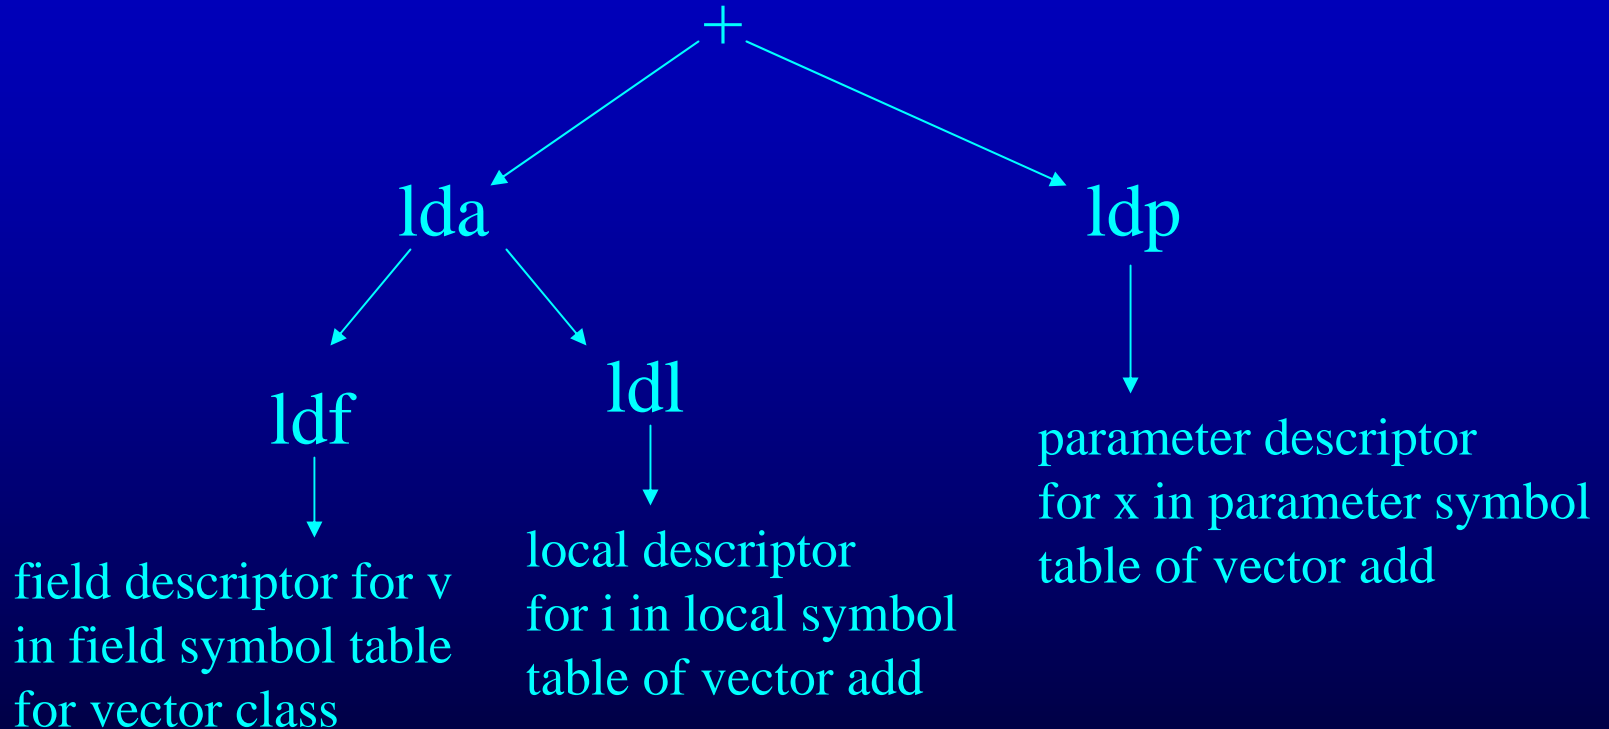 +
lda
ldp
ldf
ldl
field descriptor for v
in field symbol table
for vector class
local descriptor
for i in local symbol
table of vector add
parameter descriptor
for x in parameter symbol
table of vector add